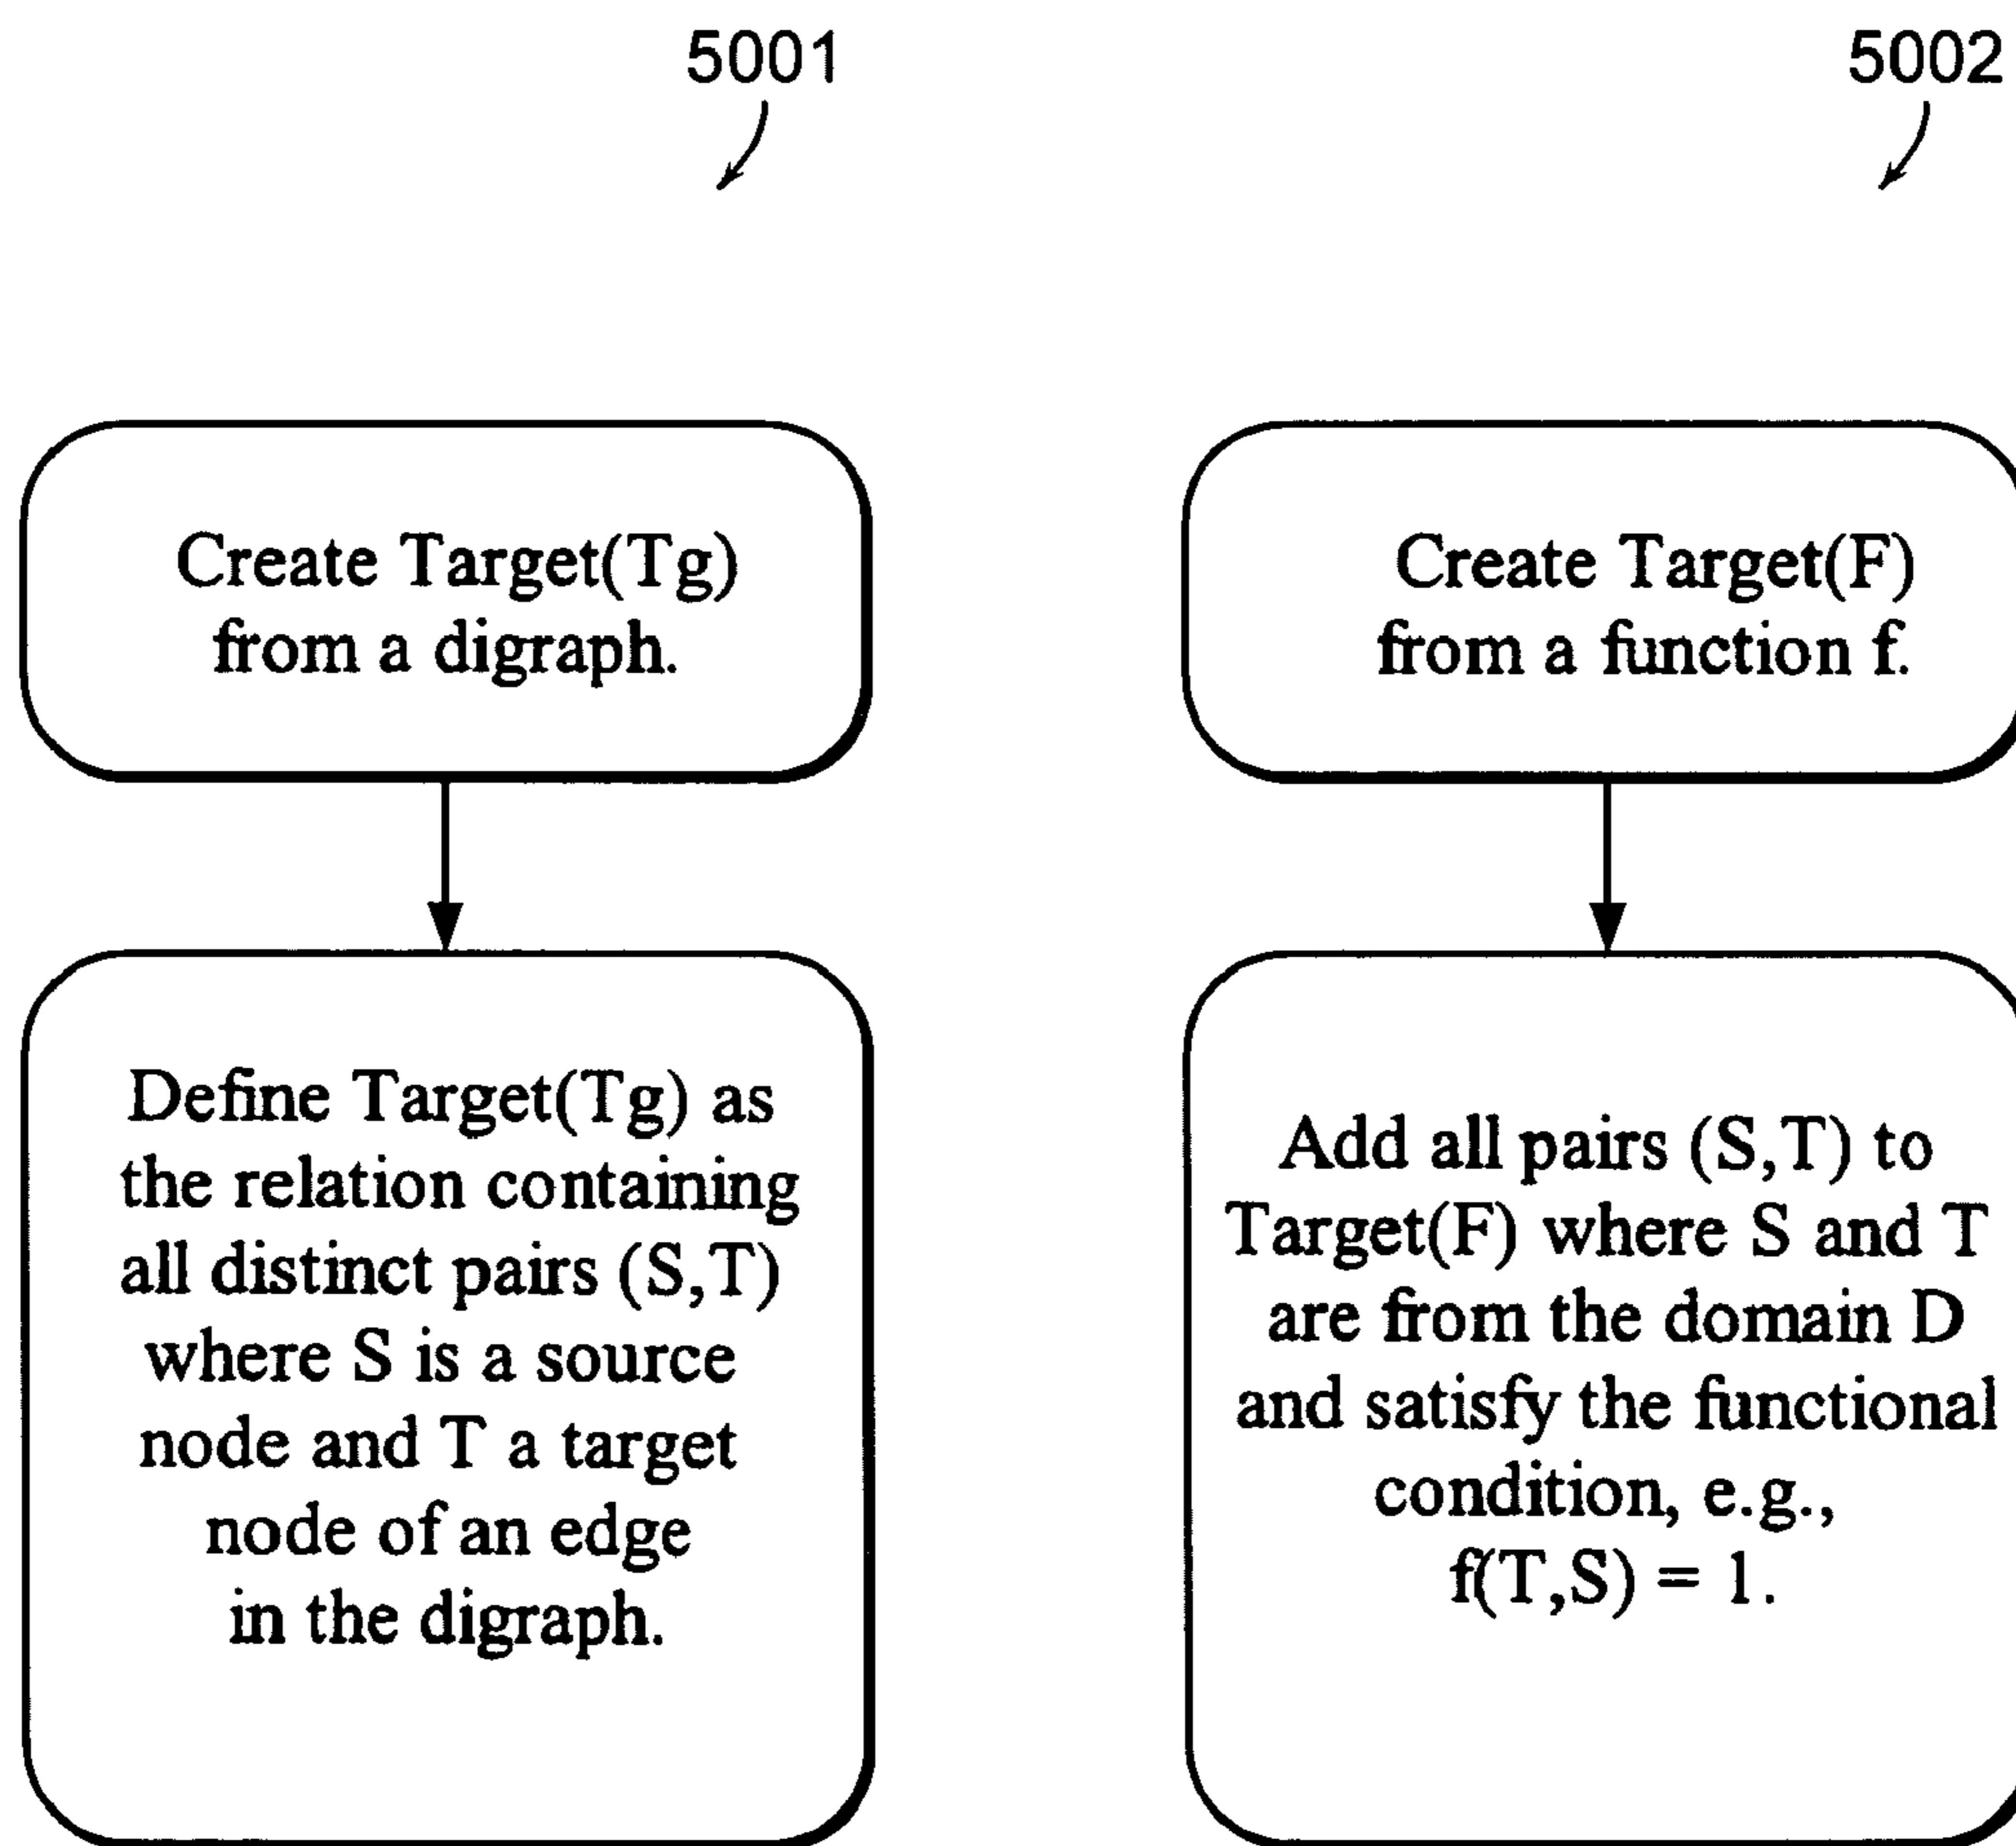 5001
Create Target(Tg)
from a digraph.
Define Target(Tg) as
the relation containing
all distinct pairs (S,T)
where S is a source
node and T a target
node of an edge
in the digraph.
5002
Create Target(F)
from a function f.
Add all pairs (S,T) to
Target(F) where S and T
are from the domain D
and satisfy the functional
condition, e.g.,
f(T,S) = 1.